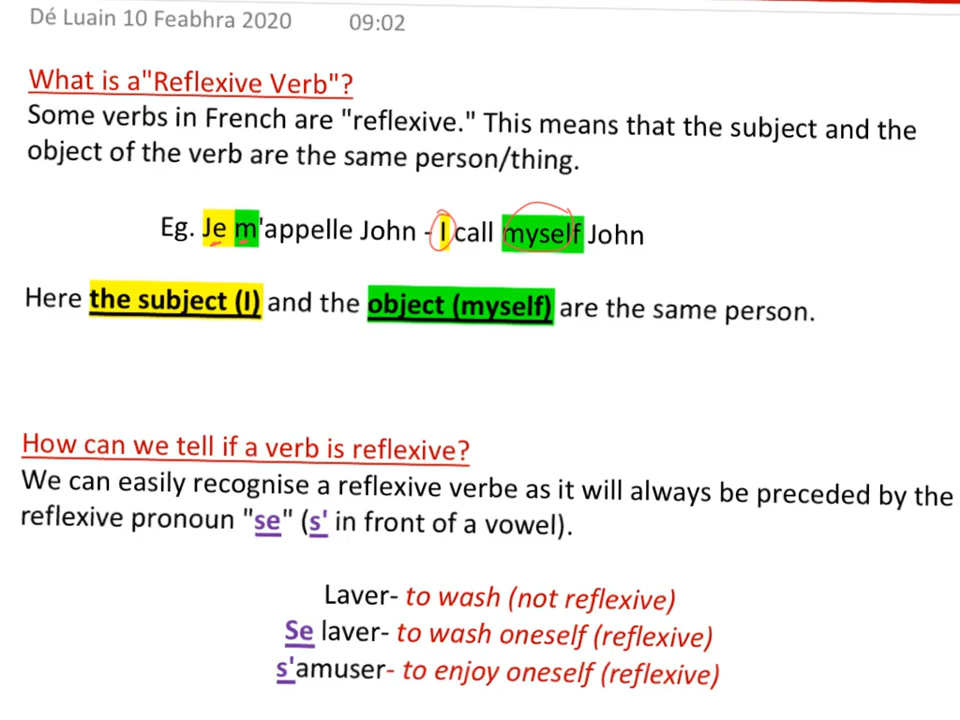 Dé Luain 10 Feabhra 2020 09:02
What is a"Reflexive Verb"?
Some verbs in French are "reflexive." This means that the subject and the
object of the verb are the same person/thing.
Eg. Je m'appelle John - I call myself John
Here the subject (I) and the object (myself) are the same person.
How can we tell if a verb is reflexive?
We can easily recognise a reflexive verbe as it will always be preceded by the
reflexive pronoun "se" (s' in front of a vowel).
Laver- to wash (not reflexive)
Se laver- to wash oneself (reflexive)
s'amuser- to enjoy oneself (reflexive)